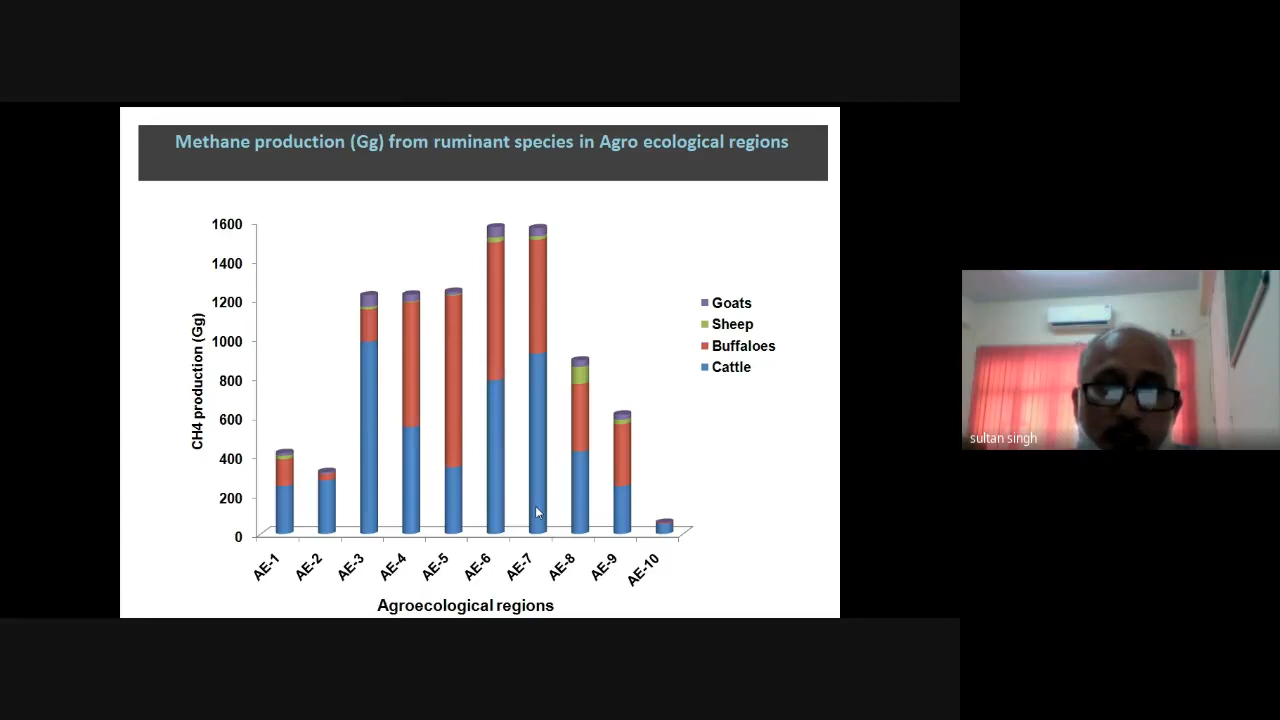 Methane production (Gg) from ruminant species in Agro ecological regions
CH4 production (Gg)
1600
1400
1200
1000
800
600
400
200
0
AE-1
AE-2
AE-3
AE-4
AE-5
AE-6
AE-7
AE-8
AE-9
AE-10
Agroecological regions
Goats
Sheep
Buffaloes
Cattle
sultan singh